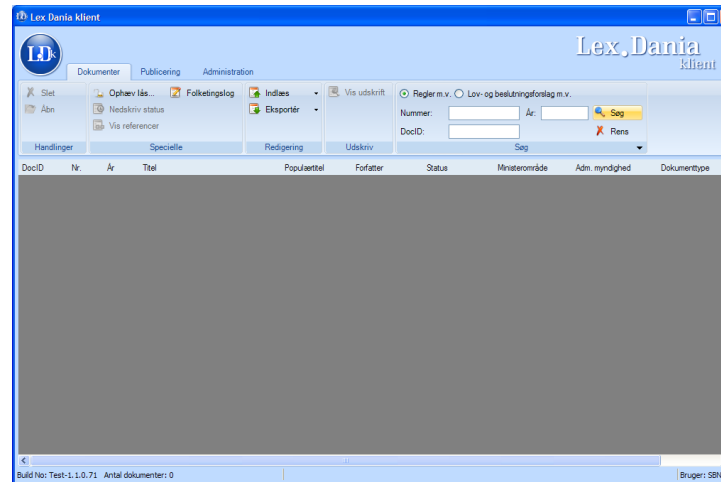 Lex Dania klient
LDk
Lex.Dania
klient
Dokumenter Publicering Administration
Slet Ophæv lås... Folketingslog Indlæs Vis udskrift Regler m.v. Lov- og beslutningsforslag m.v.
Åbn Nedskriv status Eksportér Nummer: År: Søg
Vis referencer DocID: Rens
Handlinger Specielle Redigering Udskriv Søg
DocID Nr. År Titel Populærtitel Forfatter Status Ministerområde Adm. myndighed Dokumenttype
Build No: Test-1.1.0.71 Antal dokumenter: 0 Bruger: SBN